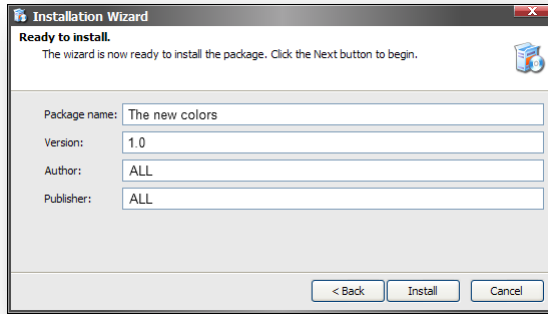 Installation Wizard
Ready to install.
The wizard is now ready to install the package. Click the Next button to begin.
Package name: The new colors
Version: 1.0
Author: ALL
Publisher: ALL
< Back Install Cancel